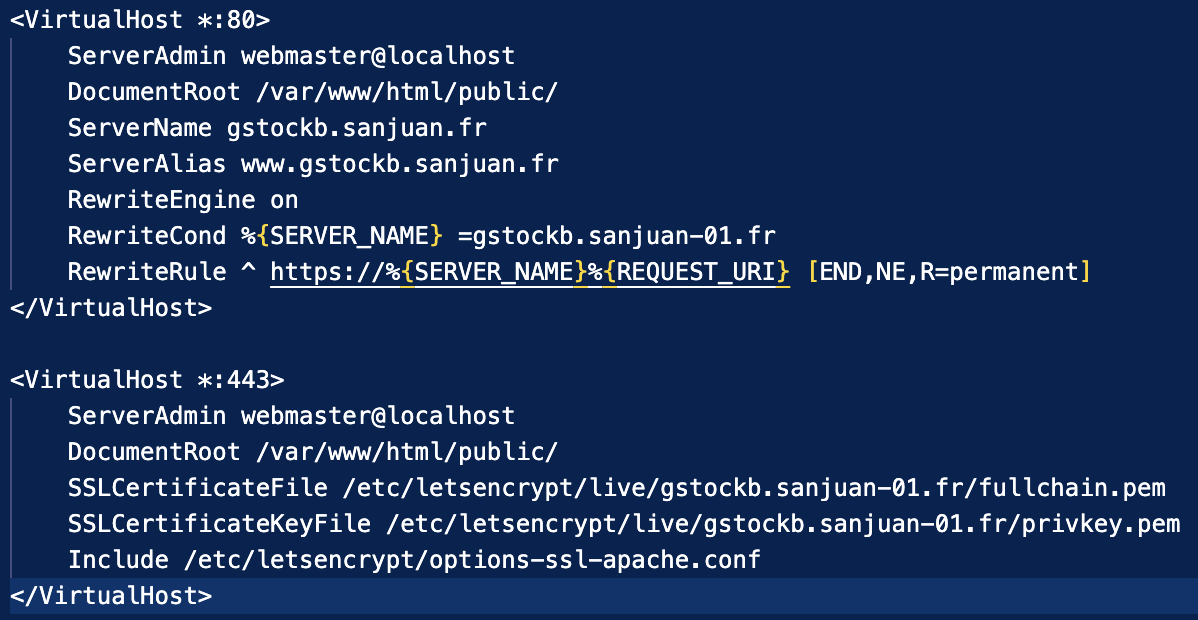 <VirtualHost *:80>
    ServerAdmin webmaster@localhost
    DocumentRoot /var/www/html/public/
    ServerName gstockb.sanjuan.fr
    ServerAlias www.gstockb.sanjuan.fr
    RewriteEngine on
    RewriteCond %{SERVER_NAME} =gstockb.sanjuan-01.fr
    RewriteRule ^ https://%{SERVER_NAME}%{REQUEST_URI} [END,NE,R=permanent]
</VirtualHost>

<VirtualHost *:443>
    ServerAdmin webmaster@localhost
    DocumentRoot /var/www/html/public/
    SSLCertificateFile /etc/letsencrypt/live/gstockb.sanjuan-01.fr/fullchain.pem
    SSLCertificateKeyFile /etc/letsencrypt/live/gstockb.sanjuan-01.fr/privkey.pem
    Include /etc/letsencrypt/options-ssl-apache.conf
</VirtualHost>